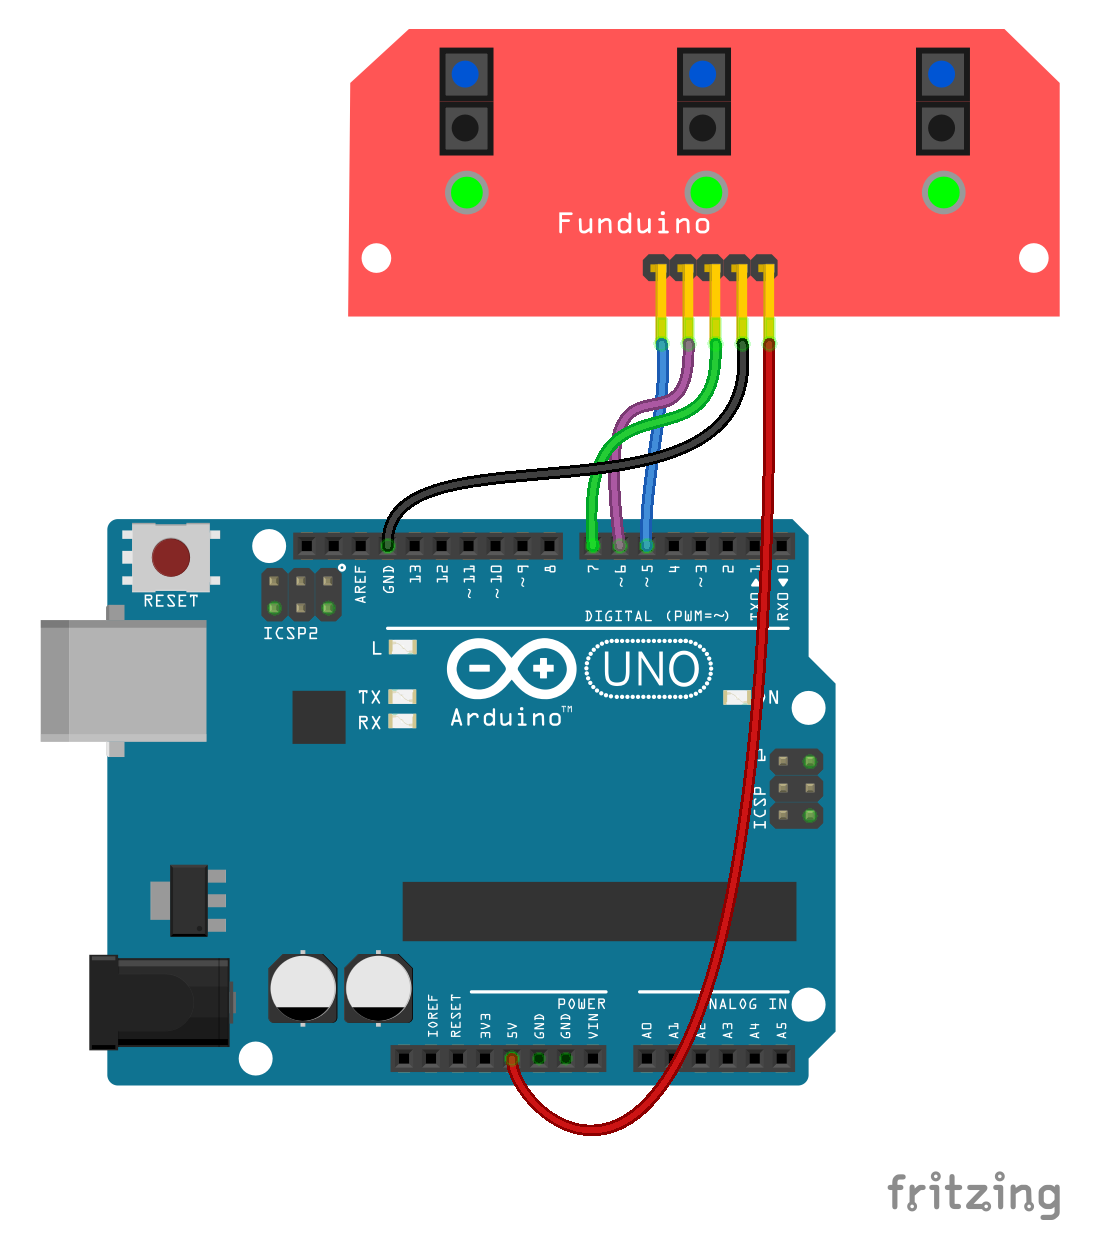 Funduino
RESET
ICSP2
AREF
GND
13
12
~11
~10
~9
8
7
~6
~5
4
~3
2
TX0▶1
RX0◀0
DIGITAL (PWM=~)
L
TX
RX
UNO
Arduino™
ON
1
ICSP
IOREF
RESET
3V3
5V
GND
GND
VIN
POWER
A0
A1
A2
A3
A4
A5
ANALOG IN
fritzing